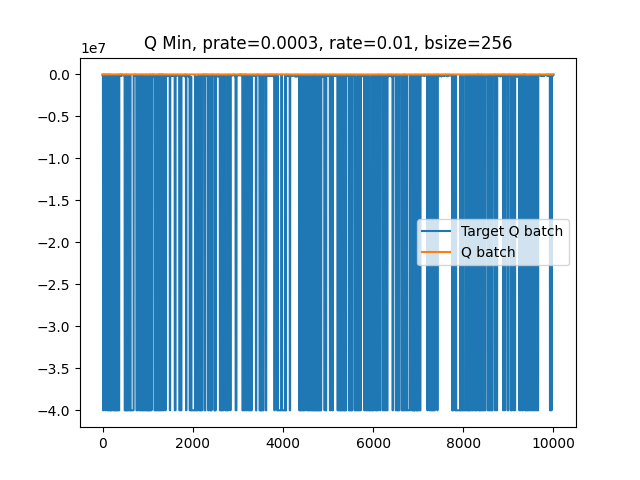 Q Min, prate=0.0003, rate=0.01, bsize=256
1e7
0.0
−0.5
−1.0
−1.5
−2.0
−2.5
−3.0
−3.5
−4.0
Target Q batch
Q batch
0 2000 4000 6000 8000 10000